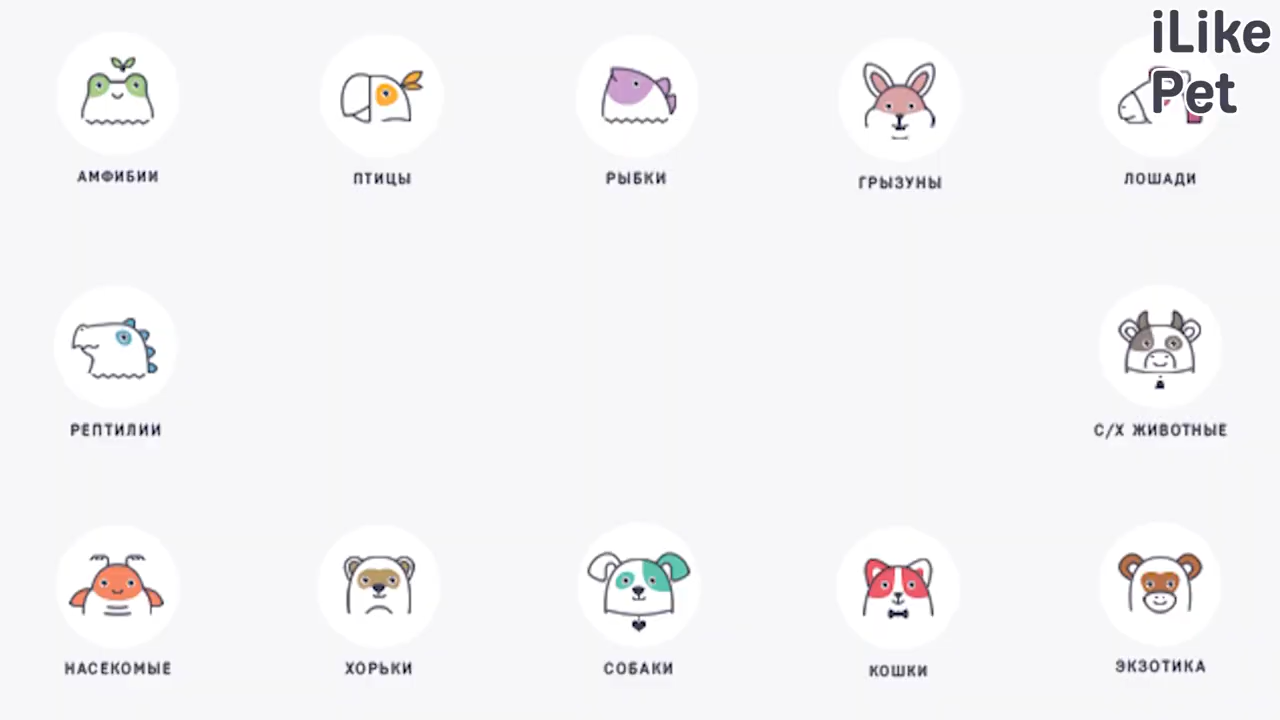 iLike
Pet
АМФИБИИ
ПТИЦЫ
РЫБКИ
ГРЫЗУНЫ
ЛОШАДИ
РЕПТИЛИИ
С/Х ЖИВОТНЫЕ
НАСЕКОМЫЕ
ХОРЬКИ
СОБАКИ
КОШКИ
ЭКЗОТИКА